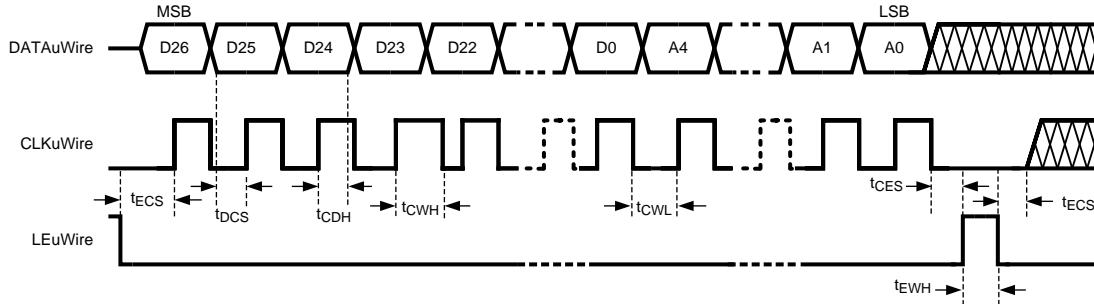 MSB
LSB
DATAuWire
D26
D25
D24
D23
D22
D0
A4
A1
A0
CLKuWire
tECS
tDCS
tCDH
tCWH
tCWL
tCES
tECS
LEuWire
tEWH